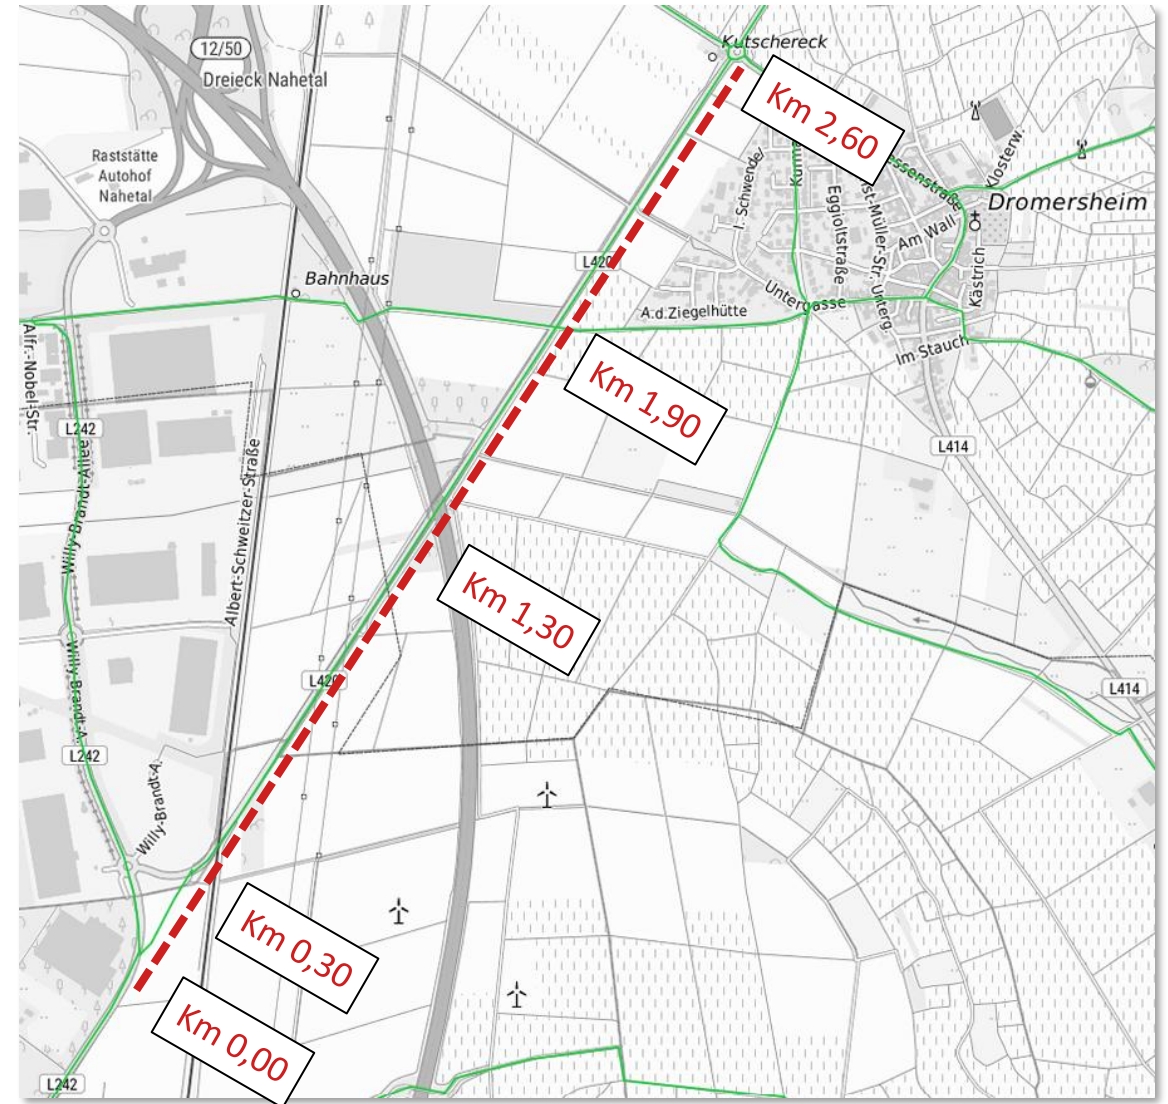 Kutschereck
12/50
Dreieck Nahetal
Km 2,60
Raststätte
Autohof
Nahetal
Klosterw.
essenstraße
Dromersheim
I. Schwende/
Eggioltstraße
st-Müller-Str.
Am Wall
L420
Bahnhaus
Kästrich
Untergasse
A.d.Ziegelhütte
Unterg.
Im Stauch
Alfr.-Nobel-Str.
Km 1,90
L242
L414
Willy-Brandt-Allee
Albert-Schweitzer-Straße
Km 1,30
L420
L414
Willy-Brandt-A.
L242
Willy-Brandt-A.
Km 0,30
Km 0,00
L242